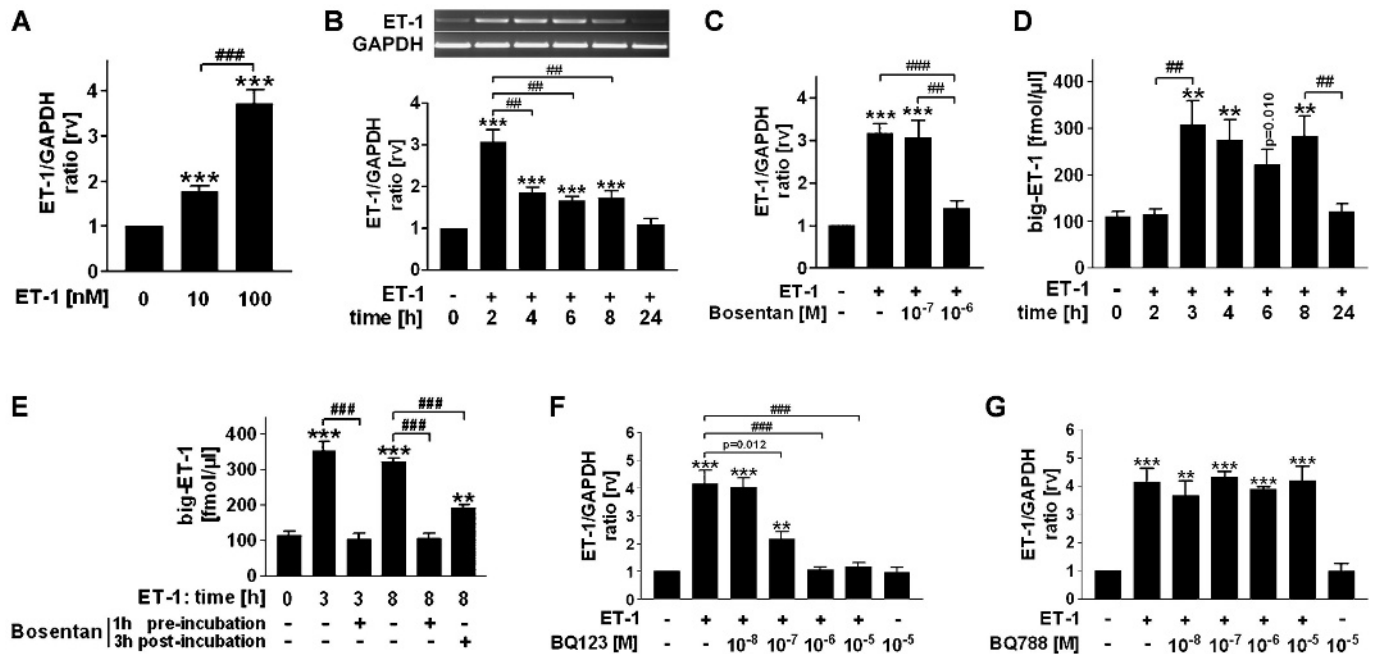 A
ET-1/GAPDH
ratio [rv]
4
3
2
1
0
###
***
***
ET-1 [nM] 0 10 100
B
ET-1
GAPDH
ET-1/GAPDH
ratio [rv]
4
3
2
1
0
##
##
##
***
***
***
***
ET-1 - + + + + +
time [h] 0 2 4 6 8 24
C
ET-1/GAPDH
ratio [rv]
4
3
2
1
0
###
##
***
***
ET-1 - + + +
Bosentan [M] - - 10⁻⁷ 10⁻⁶
D
big-ET-1 [fmol/µl]
400
300
200
100
0
##
##
**
**
p=0.010
**
ET-1 - + + + + + +
time [h] 0 2 3 4 6 8 24
E
big-ET-1
[fmol/µl]
400
300
200
100
0
###
###
###
***
***
**
ET-1: time [h] 0 3 3 8 8 8
Bosentan
1h pre-incubation - - + - + -
3h post-incubation - - - - - +
F
ET-1/GAPDH
ratio [rv]
6
5
4
3
2
1
0
###
###
p=0.012
***
***
**
ET-1 - + + + + + -
BQ123 [M] - - 10⁻⁸ 10⁻⁷ 10⁻⁶ 10⁻⁵ 10⁻⁵
G
ET-1/GAPDH
ratio [rv]
6
5
4
3
2
1
0
***
**
***
***
***
ET-1 - + + + + + -
BQ788 [M] - - 10⁻⁸ 10⁻⁷ 10⁻⁶ 10⁻⁵ 10⁻⁵